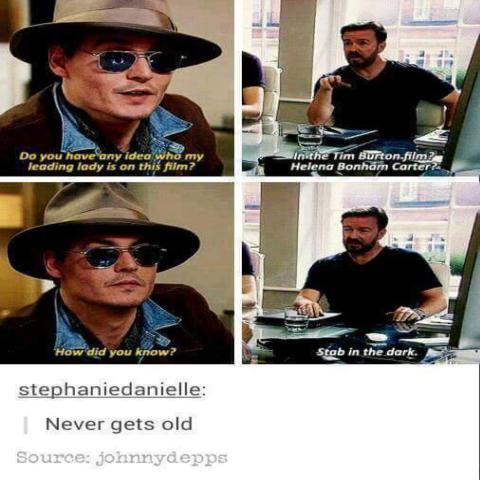 Do you have any idea who my
leading lady is on this film?
In the Tim Burton film?
Helena Bonham Carter?
How did you know?
Stab in the dark.
stephaniedanielle:
Never gets old
Source: johnnydepps